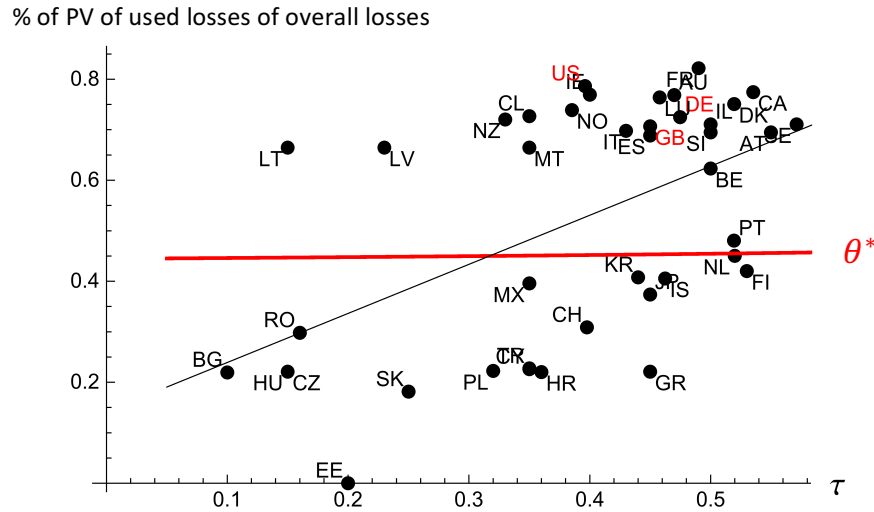 % of PV of used losses of overall losses
0.8
US
IE
FR
AU
CL
LU
DE
IL
DK
CA
NZ
NO
IT
ES
GB
SI
AT
SE
LT
LV
MT
0.6
BE
PT
θ*
0.4
KR
NL
FI
MX
JP
IS
CH
RO
BG
TR
CY
HU
CZ
SK
PL
HR
GR
0.2
EE
τ
0.1
0.2
0.3
0.4
0.5